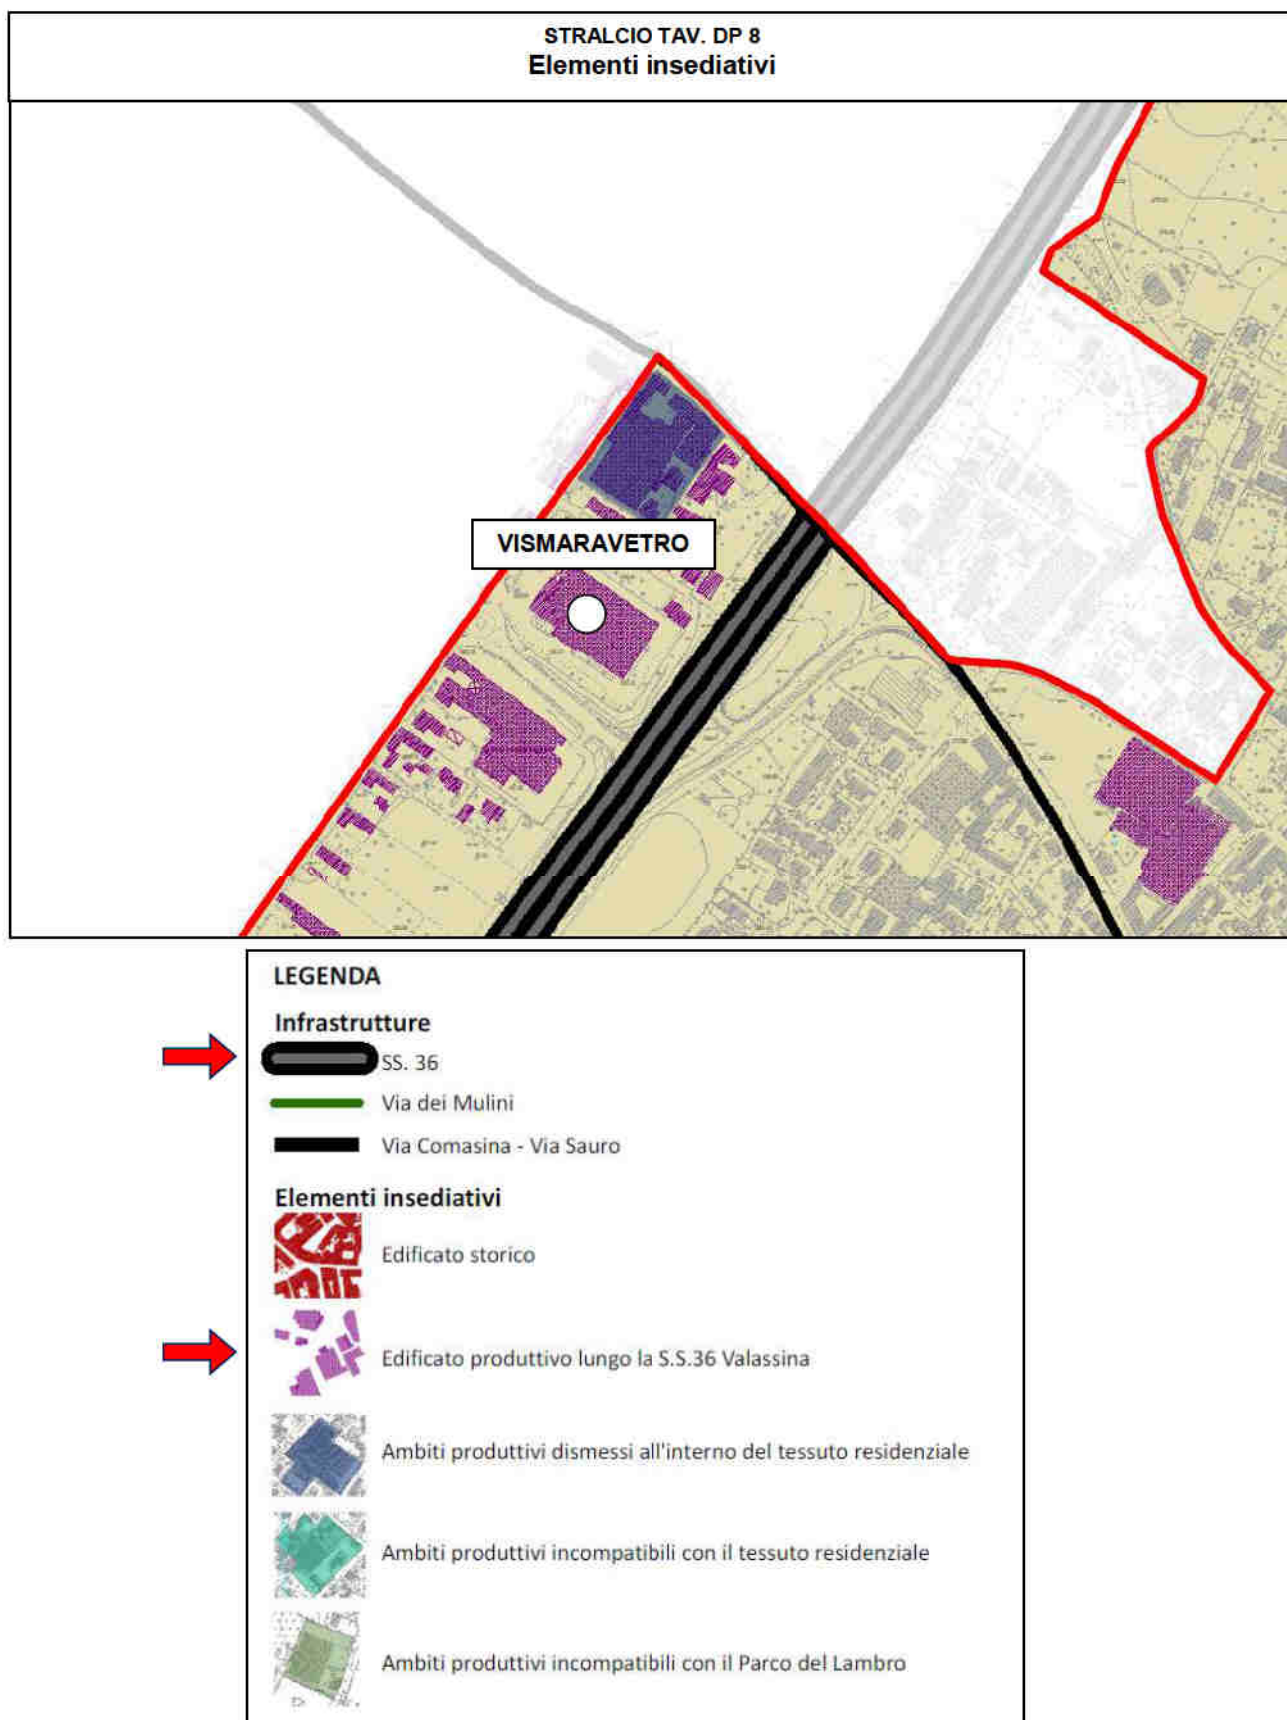 STRALCIO TAV. DP 8
Elementi insediativi
VISMARAVETRO
LEGENDA
Infrastrutture
SS. 36
Via dei Mulini
Via Comasina - Via Sauro
Elementi insediativi
Edificato storico
Edificato produttivo lungo la S.S.36 Valassina
Ambiti produttivi dismessi all'interno del tessuto residenziale
Ambiti produttivi incompatibili con il tessuto residenziale
Ambiti produttivi incompatibili con il Parco del Lambro